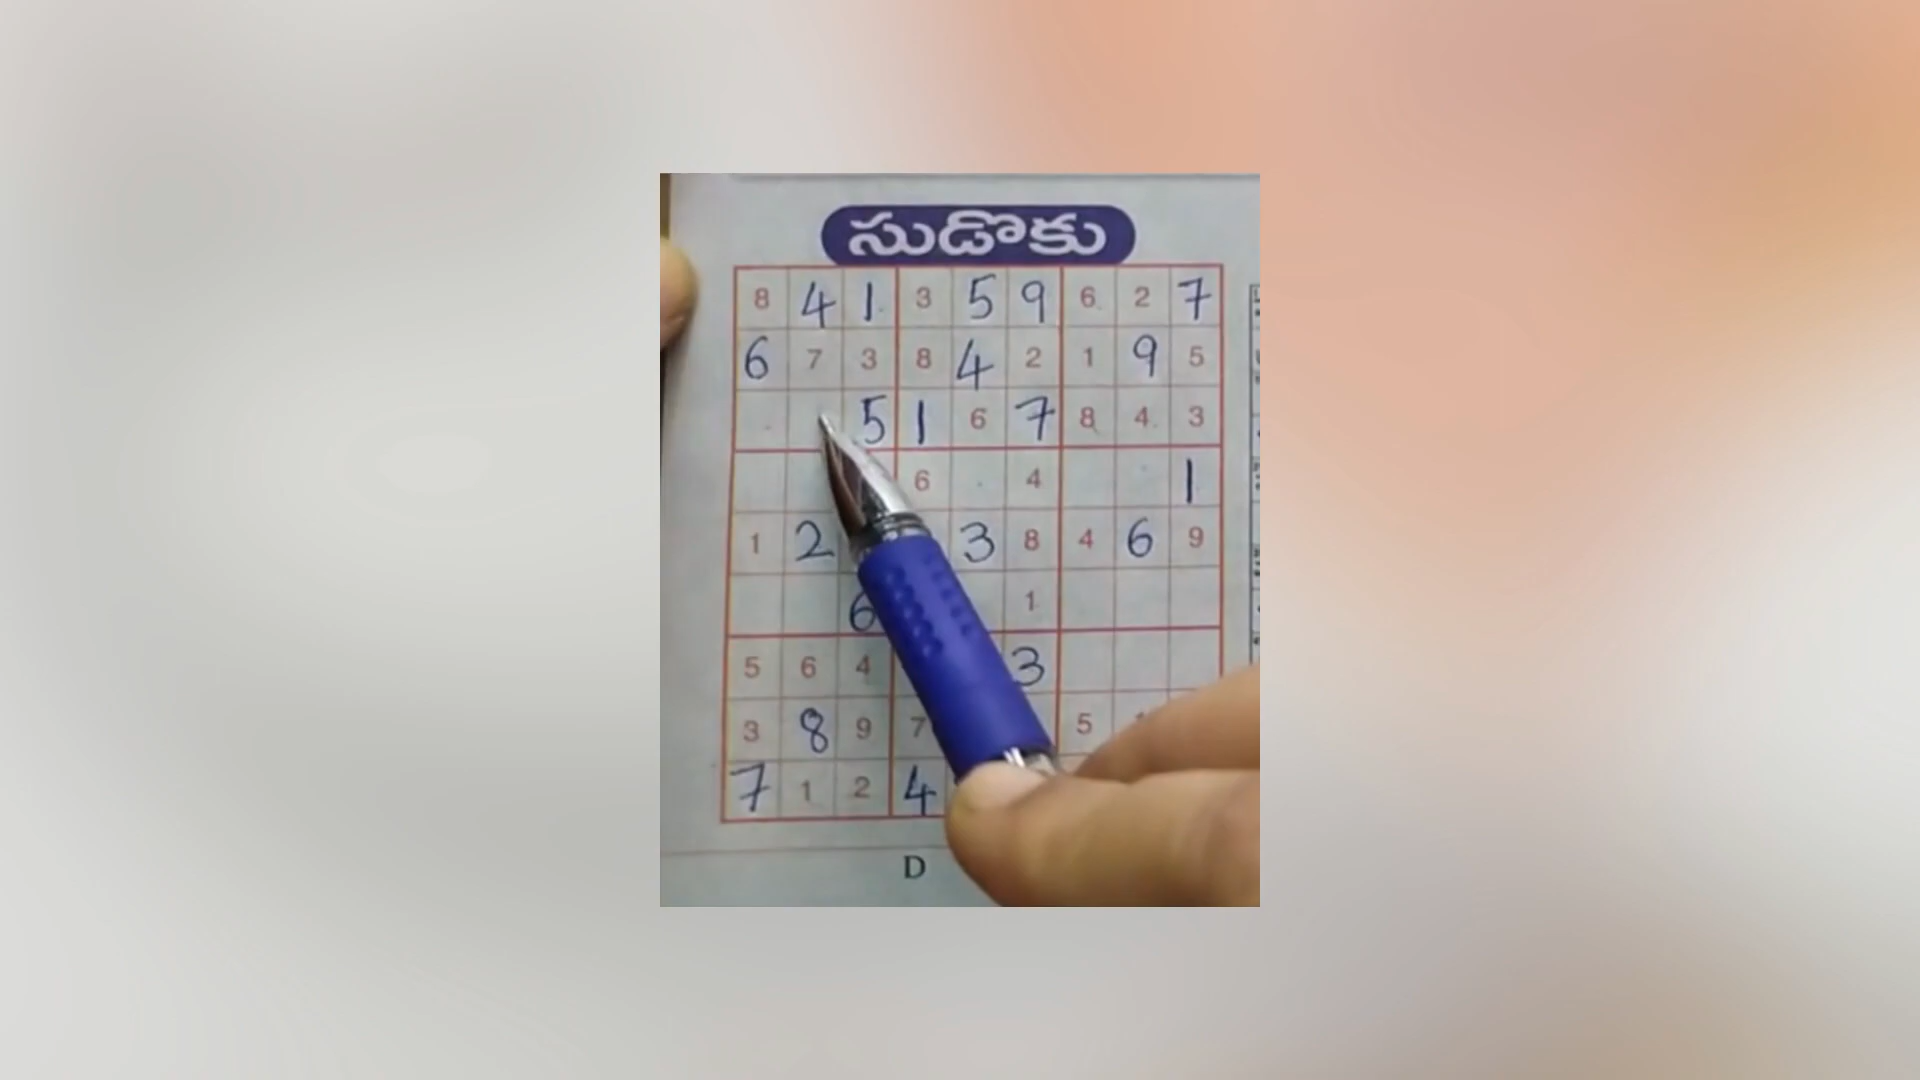 సుడొకు
8 4 1 3 5 9 6 2 7
6 7 3 8 4 2 1 9 5
5 1 6 7 8 4 3
6 4 1
1 2 3 8 4 6 9
6 1
5 6 4 3
3 8 9 7 5
7 1 2 4
D